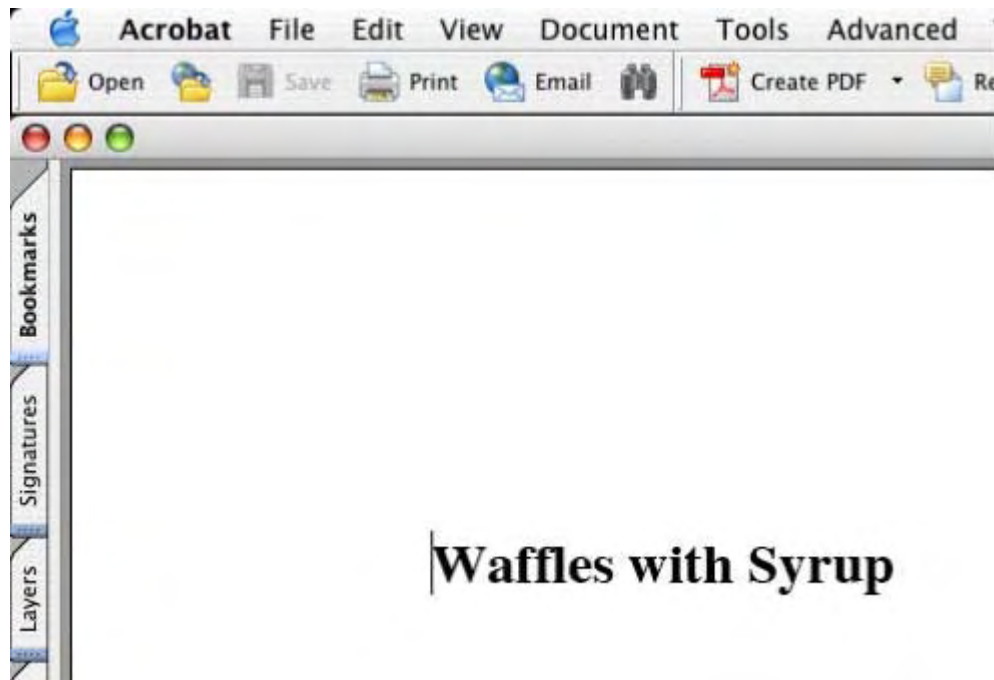 Acrobat File Edit View Document Tools Advanced
Open Save Print Email Create PDF Re
Bookmarks
Signatures
Layers
Waffles with Syrup